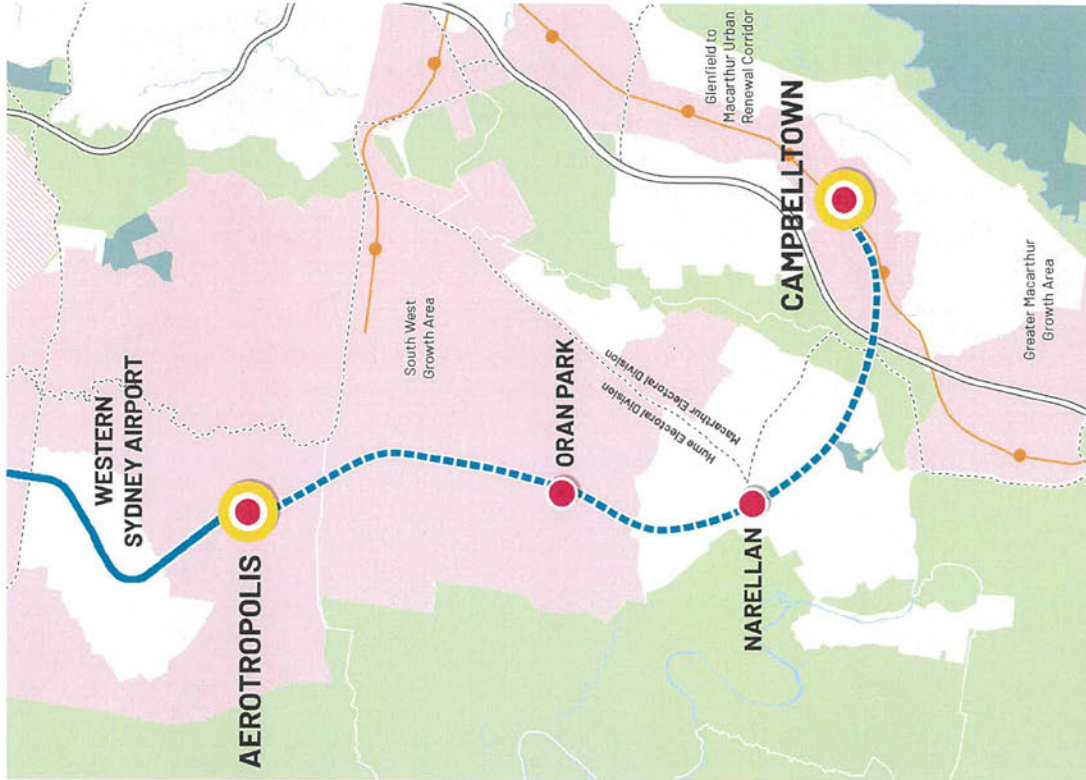 WESTERN
SYDNEY AIRPORT
AEROTROPOLIS
South West
Growth Area
ORAN PARK
Hume Electoral Division
Macarthur Electoral Division
NARELLAN
Glenfield to
Macarthur Urban
Renewal Corridor
CAMPBELLTOWN
Greater Macarthur
Growth Area